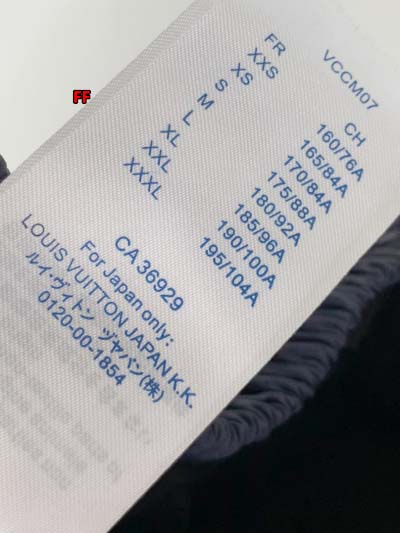 FF
VCCM07
FR CH
XXS 160/76A
XS 165/84A
S 170/84A
M 175/88A
L 180/92A
XL 185/96A
XXL 190/100A
XXXL 195/104A
CA 36929
For Japan only:
LOUIS VUITTON JAPAN K.K.
ルイ・ヴィトン ジャパン(株)
0120-00-1854